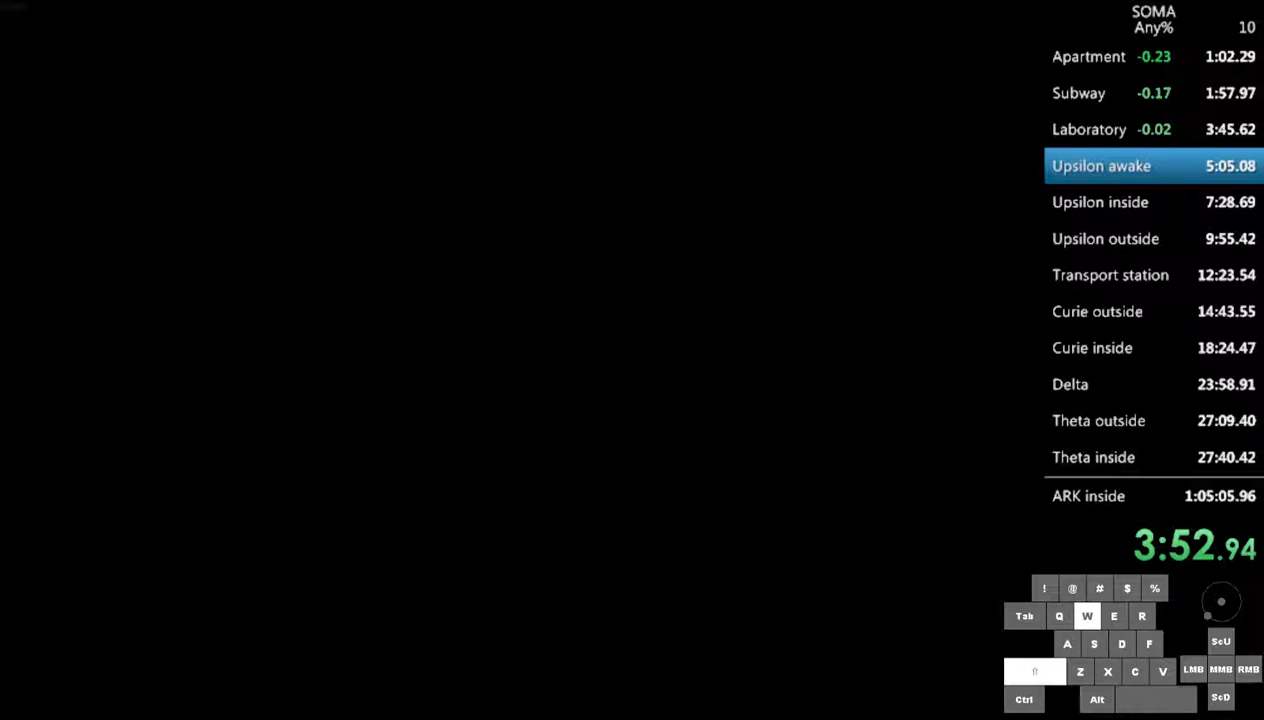 SOMA
Any% 10
Apartment -0.23 1:02.29
Subway -0.17 1:57.97
Laboratory -0.02 3:45.62
Upsilon awake 5:05.08
Upsilon inside 7:28.69
Upsilon outside 9:55.42
Transport station 12:23.54
Curie outside 14:43.55
Curie inside 18:24.47
Delta 23:58.91
Theta outside 27:09.40
Theta inside 27:40.42
ARK inside 1:05:05.96
3:52.94
! @ # $ %
Tab Q W E R
A S D F ScU
⇧ Z X C V LMB MMB RMB
Ctrl Alt ScD